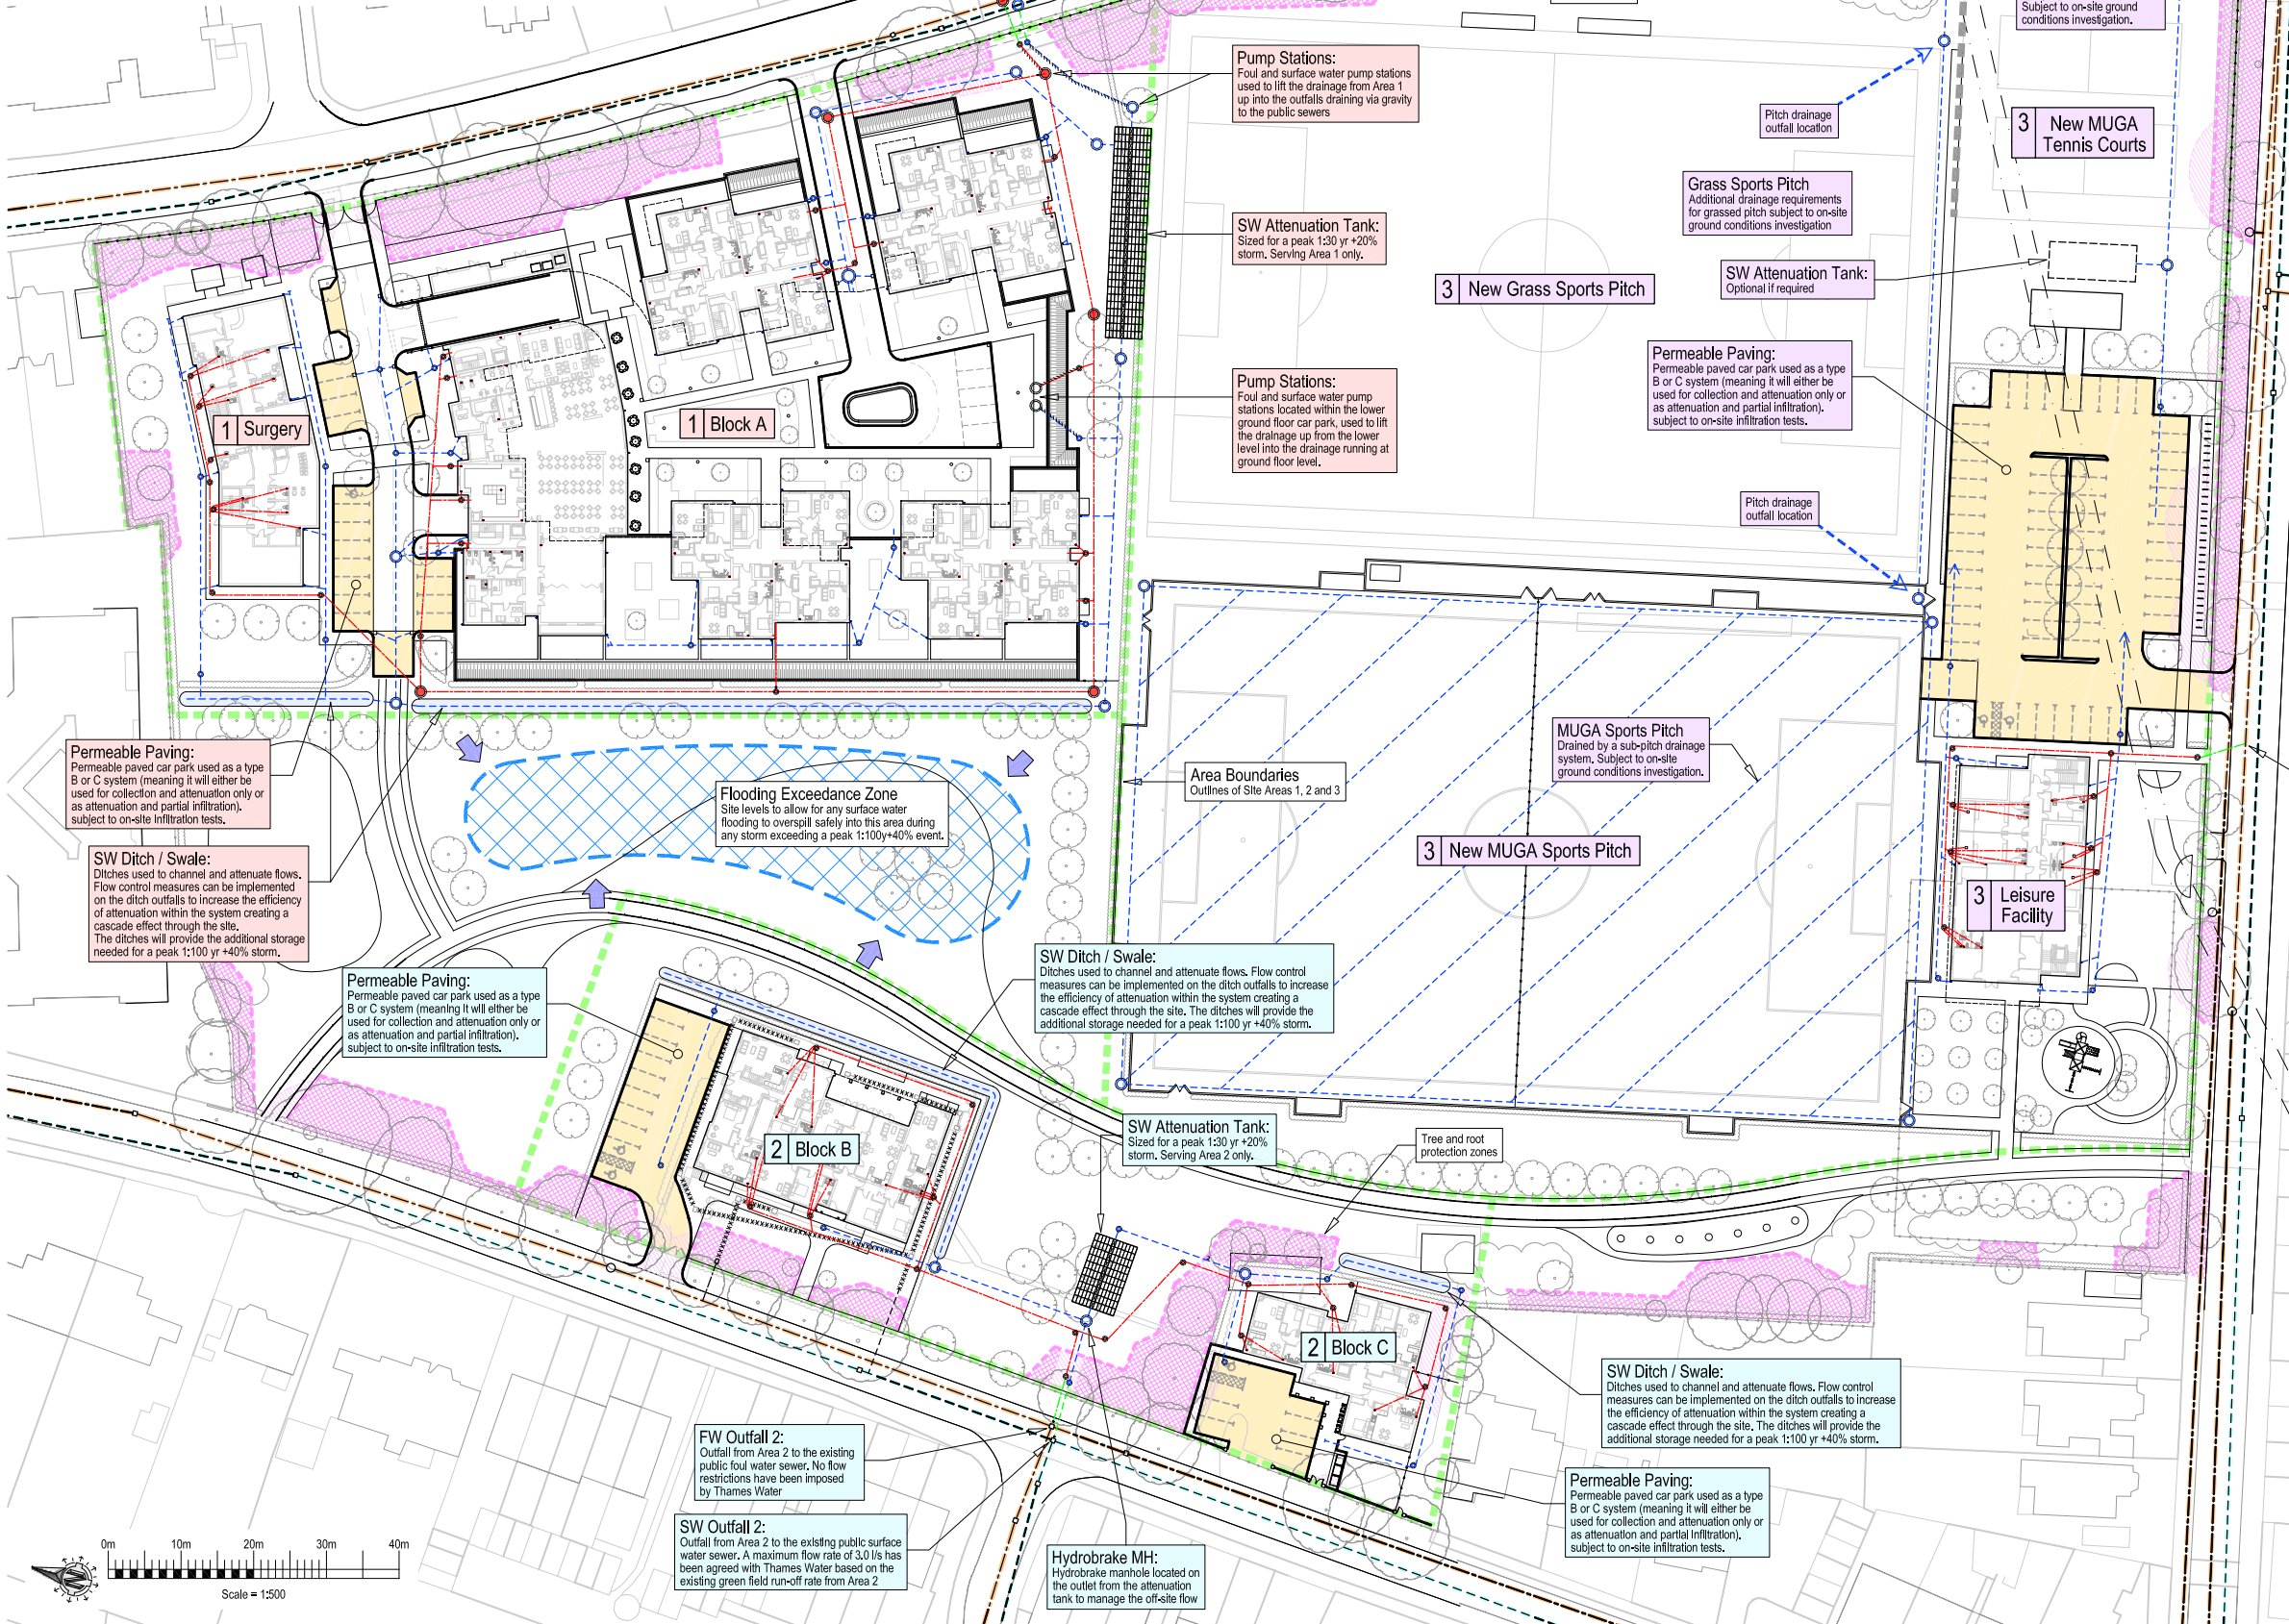 Subject to on-site ground
conditions investigation.
Pump Stations:
Foul and surface water pump stations
used to lift the drainage from Area 1
up into the outfalls draining via gravity
to the public sewers
Pitch drainage
outfall location
3 New MUGA
Tennis Courts
Grass Sports Pitch
Additional drainage requirements
for grassed pitch subject to on-site
ground conditions investigation
SW Attenuation Tank:
Sized for a peak 1:30 yr +20%
storm. Serving Area 1 only.
SW Attenuation Tank:
Optional if required
3 New Grass Sports Pitch
Permeable Paving:
Permeable paved car park used as a type
B or C system (meaning it will either be
used for collection and attenuation only or
as attenuation and partial infiltration).
subject to on-site infiltration tests.
Pump Stations:
Foul and surface water pump
stations located within the lower
ground floor car park, used to lift
the drainage up from the lower
level into the drainage running at
ground floor level.
1 Surgery
1 Block A
Pitch drainage
outfall location
MUGA Sports Pitch
Drained by a sub-pitch drainage
system. Subject to on-site
ground conditions investigation.
Permeable Paving:
Permeable paved car park used as a type
B or C system (meaning it will either be
used for collection and attenuation only or
as attenuation and partial infiltration).
subject to on-site infiltration tests.
Area Boundaries
Outlines of Site Areas 1, 2 and 3
Flooding Exceedance Zone
Site levels to allow for any surface water
flooding to overspill safely into this area during
any storm exceeding a peak 1:100y+40% event.
3 New MUGA Sports Pitch
SW Ditch / Swale:
Ditches used to channel and attenuate flows.
Flow control measures can be implemented
on the ditch outfalls to increase the efficiency
of attenuation within the system creating a
cascade effect through the site.
The ditches will provide the additional storage
needed for a peak 1:100 yr +40% storm.
3 Leisure
Facility
SW Ditch / Swale:
Ditches used to channel and attenuate flows. Flow control
measures can be implemented on the ditch outfalls to increase
the efficiency of attenuation within the system creating a
cascade effect through the site. The ditches will provide the
additional storage needed for a peak 1:100 yr +40% storm.
Permeable Paving:
Permeable paved car park used as a type
B or C system (meaning it will either be
used for collection and attenuation only or
as attenuation and partial infiltration).
subject to on-site infiltration tests.
SW Attenuation Tank:
Sized for a peak 1:30 yr +20%
storm. Serving Area 2 only.
Tree and root
protection zones
2 Block B
2 Block C
SW Ditch / Swale:
Ditches used to channel and attenuate flows. Flow control
measures can be implemented on the ditch outfalls to increase
the efficiency of attenuation within the system creating a
cascade effect through the site. The ditches will provide the
additional storage needed for a peak 1:100 yr +40% storm.
FW Outfall 2:
Outfall from Area 2 to the existing
public foul water sewer. No flow
restrictions have been imposed
by Thames Water
Permeable Paving:
Permeable paved car park used as a type
B or C system (meaning it will either be
used for collection and attenuation only or
as attenuation and partial infiltration).
subject to on-site infiltration tests.
SW Outfall 2:
Outfall from Area 2 to the existing public surface
water sewer. A maximum flow rate of 3.0 l/s has
been agreed with Thames Water based on the
existing green field run-off rate from Area 2
Hydrobrake MH:
Hydrobrake manhole located on
the outlet from the attenuation
tank to manage the off-site flow
0m 10m 20m 30m 40m
Scale = 1:500
N